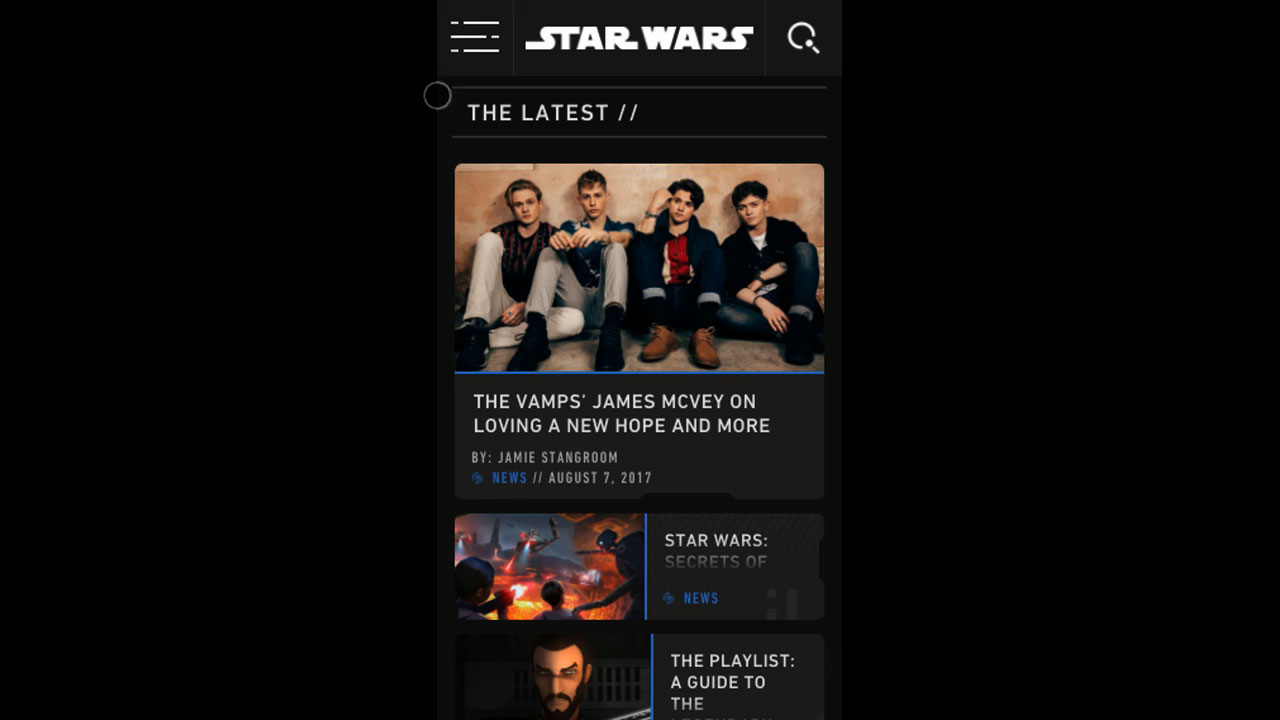 STAR WARS
THE LATEST //
THE VAMPS’ JAMES MCVEY ON
LOVING A NEW HOPE AND MORE
BY: JAMIE STANGROOM
NEWS // AUGUST 7, 2017
STAR WARS:
SECRETS OF
NEWS
THE PLAYLIST:
A GUIDE TO
THE